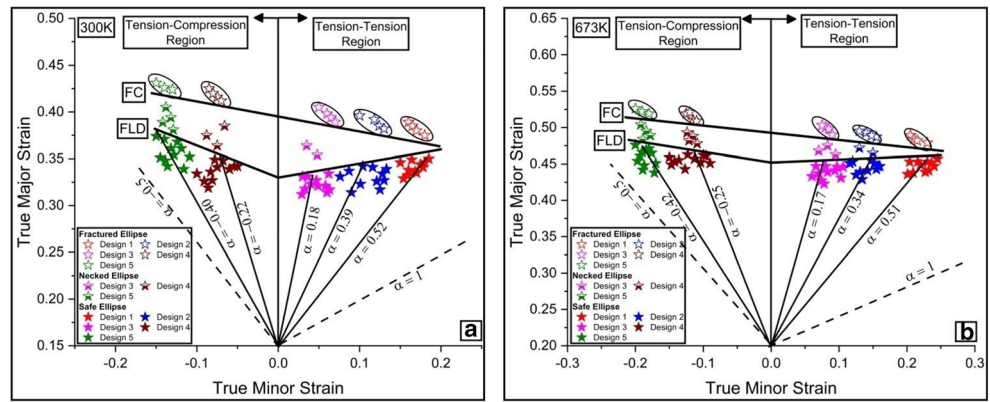 300K
Tension-Compression
Region
Tension-Tension
Region
FC
FLD
α = -0.5
α = -0.40
α = -0.22
α = 0.18
α = 0.39
α = 0.52
α = 1
Fractured Ellipse
Design 1 Design 2
Design 3 Design 4
Design 5
Necked Ellipse
Design 3 Design 4
Design 5
Safe Ellipse
Design 1 Design 2
Design 3 Design 4
Design 5
a
0.50
0.45
0.40
0.35
0.30
0.25
0.20
0.15
-0.2 -0.1 0.0 0.1 0.2
True Major Strain
True Minor Strain
673K
Tension-Compression
Region
Tension-Tension
Region
FC
FLD
α = -0.5
α = -0.42
α = -0.25
α = 0.17
α = 0.34
α = 0.51
α = 1
Fractured Ellipse
Design 1 Design 2
Design 3 Design 4
Design 5
Necked Ellipse
Design 3 Design 4
Design 5
Safe Ellipse
Design 1 Design 2
Design 3 Design 4
Design 5
b
0.65
0.60
0.55
0.50
0.45
0.40
0.35
0.30
0.25
0.20
-0.3 -0.2 -0.1 0.0 0.1 0.2 0.3
True Major Strain
True Minor Strain